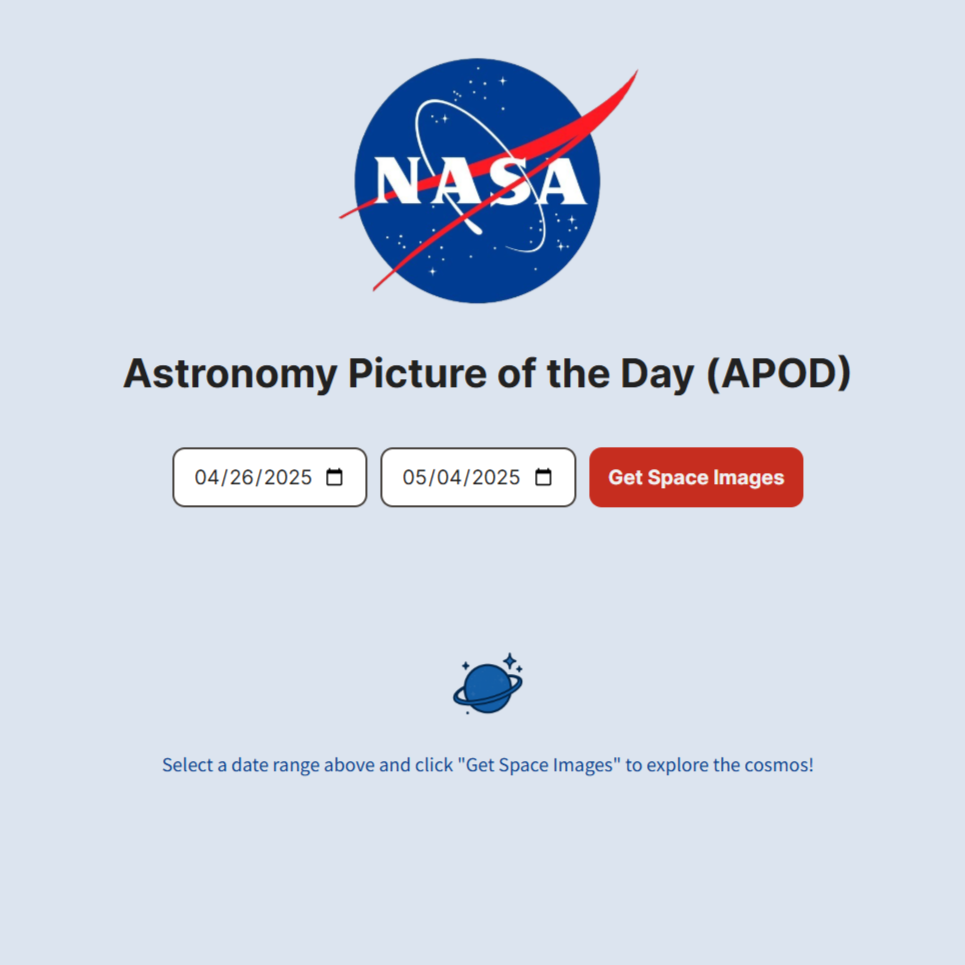 NASA
Astronomy Picture of the Day (APOD)
04/26/2025 05/04/2025 Get Space Images
Select a date range above and click "Get Space Images" to explore the cosmos!